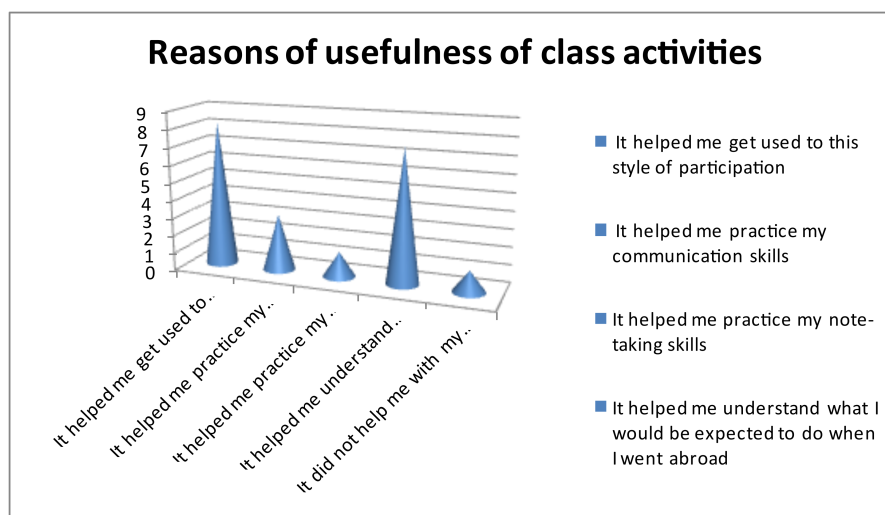 Reasons of usefulness of class activities
9
8
7
6
5
4
3
2
1
0
It helped me get used to..
It helped me practice my..
It helped me practice my..
It helped me understand..
It did not help me with my..
It helped me get used to this
style of participation
It helped me practice my
communication skills
It helped me practice my note-
taking skills
It helped me understand what I
would be expected to do when
I went abroad